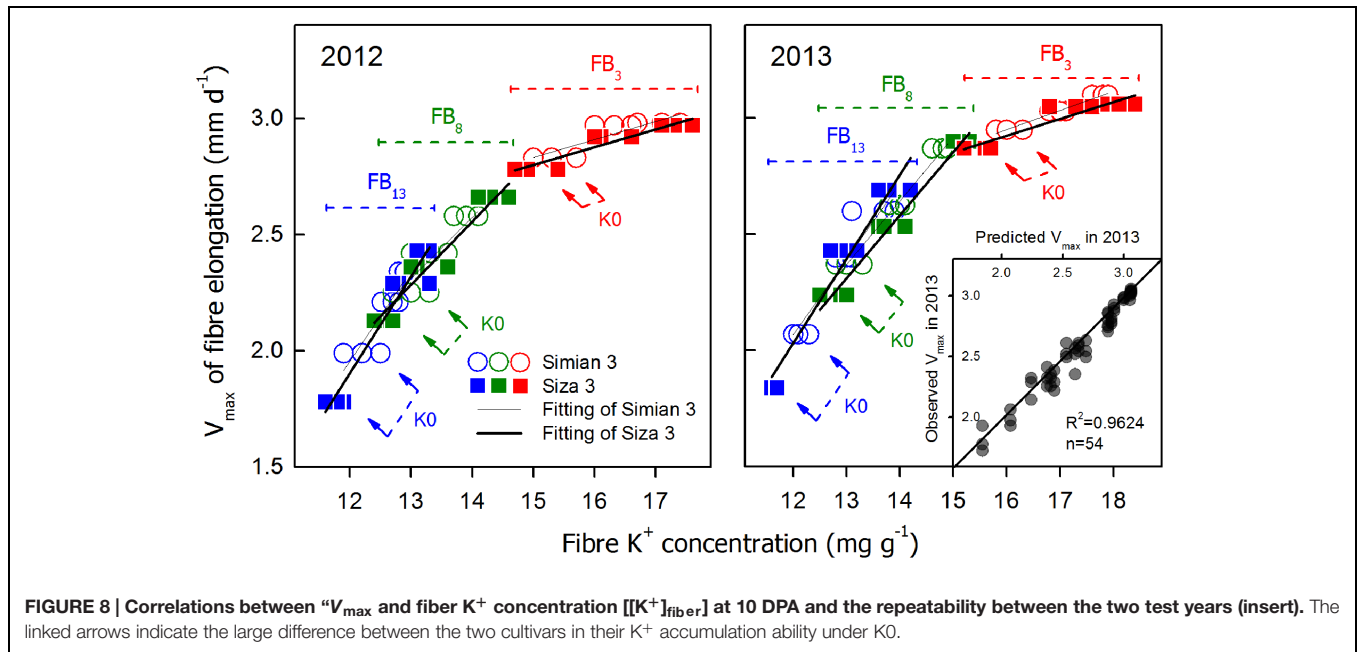 2012
FB3
FB8
FB13
K0
K0
K0
Simian 3
Siza 3
Fitting of Simian 3
Fitting of Siza 3
3.0
2.5
2.0
1.5
12 13 14 15 16 17
Vmax of fibre elongation (mm d-1)
2013
FB3
FB8
FB13
K0
K0
K0
12 13 14 15 16 17 18
Predicted Vmax in 2013
2.0 2.5 3.0
Observed Vmax in 2013
3.0
2.5
2.0
R2=0.9624
n=54
Fibre K+ concentration (mg g-1)
FIGURE 8 | Correlations between “Vmax and fiber K+ concentration [[K+]fiber] at 10 DPA and the repeatability between the two test years (insert). The
linked arrows indicate the large difference between the two cultivars in their K+ accumulation ability under K0.